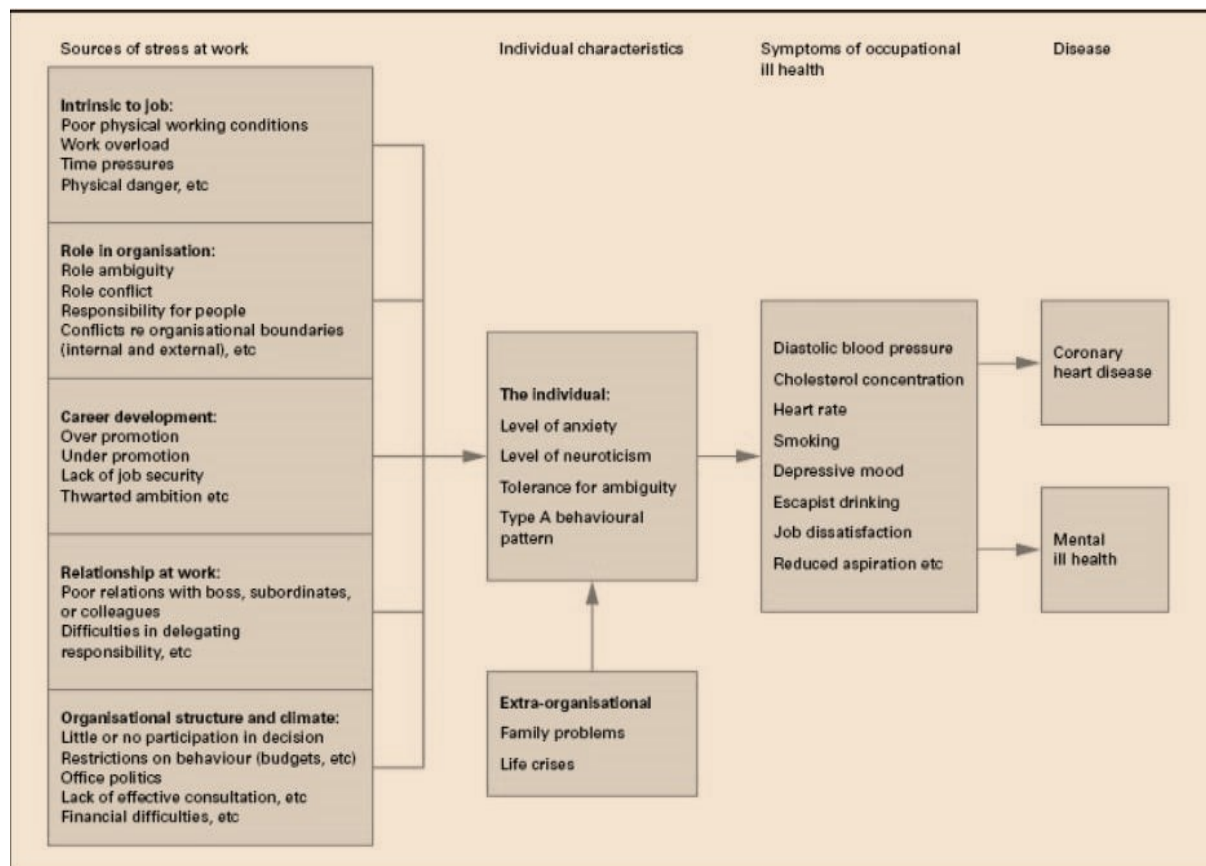 Sources of stress at work
Individual characteristics
Symptoms of occupational
ill health
Disease
Intrinsic to job:
Poor physical working conditions
Work overload
Time pressures
Physical danger, etc
Role in organisation:
Role ambiguity
Role conflict
Responsibility for people
Conflicts re organisational boundaries
(internal and external), etc
Career development:
Over promotion
Under promotion
Lack of job security
Thwarted ambition etc
Relationship at work:
Poor relations with boss, subordinates,
or colleagues
Difficulties in delegating
responsibility, etc
Organisational structure and climate:
Little or no participation in decision
Restrictions on behaviour (budgets, etc)
Office politics
Lack of effective consultation, etc
Financial difficulties, etc
The individual:
Level of anxiety
Level of neuroticism
Tolerance for ambiguity
Type A behavioural
pattern
Extra-organisational
Family problems
Life crises
Diastolic blood pressure
Cholesterol concentration
Heart rate
Smoking
Depressive mood
Escapist drinking
Job dissatisfaction
Reduced aspiration etc
Coronary
heart disease
Mental
ill health